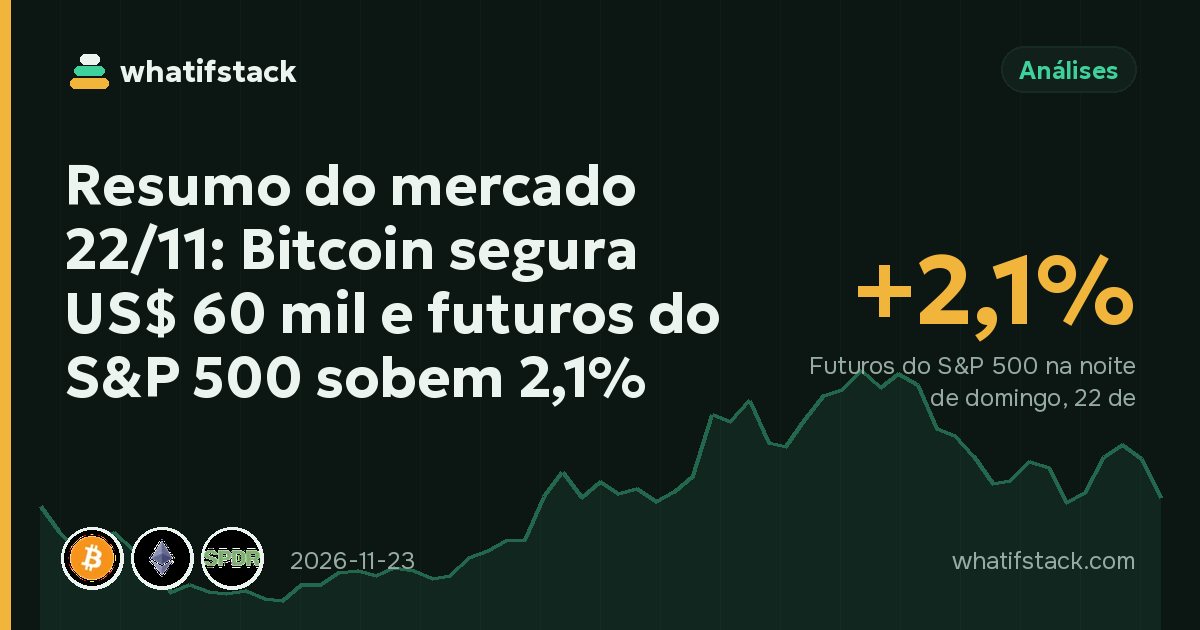 whatifstack
Análises
Resumo do mercado
22/11: Bitcoin segura
US$ 60 mil e futuros do
S&P 500 sobem 2,1%
+2,1%
Futuros do S&P 500 na noite
de domingo, 22 de
SPDR
2026-11-23
whatifstack.com